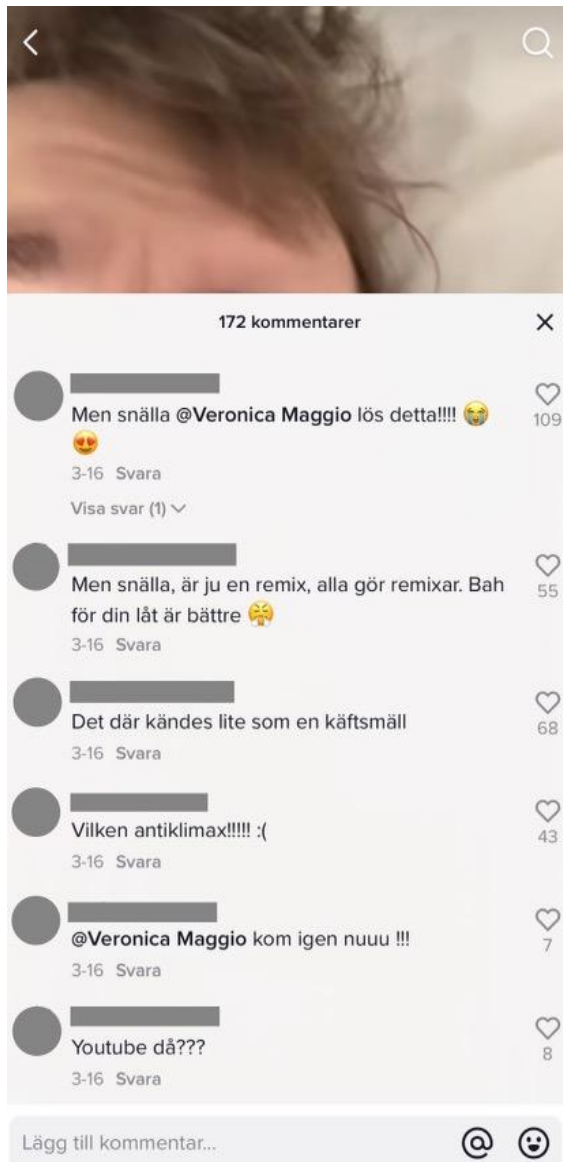 172 kommentarer
Men snälla @Veronica Maggio lös detta!!!! 😭
😍
109
3-16 Svara
Visa svar (1)
Men snälla, är ju en remix, alla gör remixar. Bah
för din låt är bättre 😤
55
3-16 Svara
Det där kändes lite som en käftsmäll
68
3-16 Svara
Vilken antiklimax!!!!! :(
43
3-16 Svara
@Veronica Maggio kom igen nuuu !!!
7
3-16 Svara
Youtube då???
8
3-16 Svara
Lägg till kommentar...